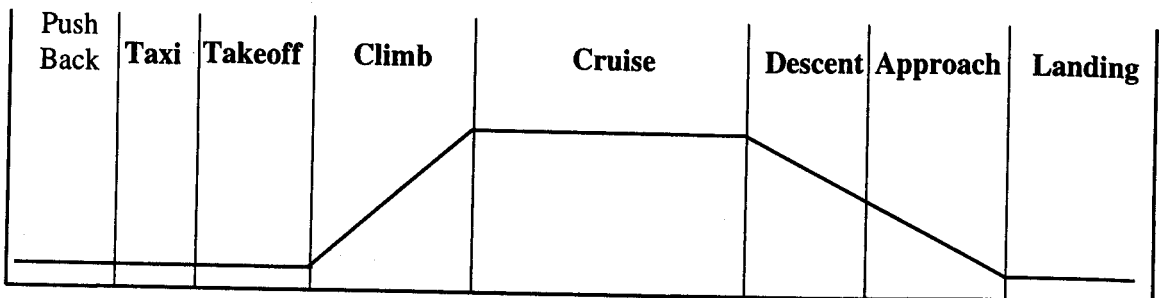 Push
Back
Taxi
Takeoff
Climb
Cruise
Descent
Approach
Landing